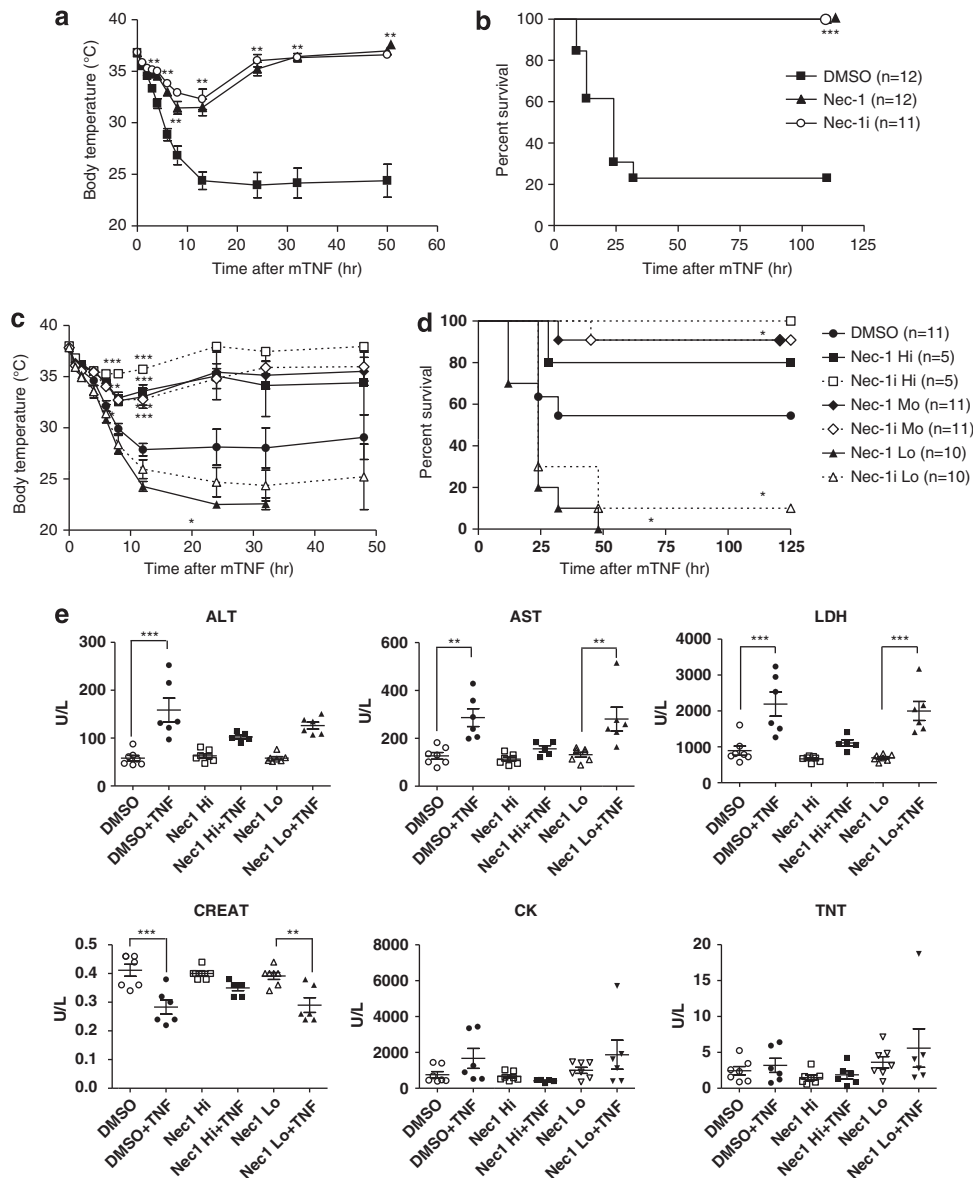 a
Body temperature (°C)
40
35
30
25
20
0 10 20 30 40 50 60
Time after mTNF (hr)
** ** ** ** ** ** **
b
Percent survival
100
80
60
40
20
0
0 25 50 75 100 125
Time after mTNF (hr)
***
DMSO (n=12)
Nec-1 (n=12)
Nec-1i (n=11)
c
Body temperature (°C)
40
35
30
25
20
0 10 20 30 40 50
Time after mTNF (hr)
*** ***
** ***
*** ***
*
*
d
Percent survival
100
80
60
40
20
0
0 25 50 75 100 125
Time after mTNF (hr)
*
*
*
DMSO (n=11)
Nec-1 Hi (n=5)
Nec-1i Hi (n=5)
Nec-1 Mo (n=11)
Nec-1i Mo (n=11)
Nec-1 Lo (n=10)
Nec-1i Lo (n=10)
e
ALT
U/L
300
200
100
0
***
DMSO
DMSO+TNF
Nec1 Hi
Nec1 Hi+TNF
Nec1 Lo
Nec1 Lo+TNF
AST
U/L
600
400
200
0
** **
DMSO
DMSO+TNF
Nec1 Hi
Nec1 Hi+TNF
Nec1 Lo
Nec1 Lo+TNF
LDH
U/L
4000
3000
2000
1000
0
*** ***
DMSO
DMSO+TNF
Nec1 Hi
Nec1 Hi+TNF
Nec1 Lo
Nec1 Lo+TNF
CREAT
U/L
0.5
0.4
0.3
0.2
0.1
0.0
*** **
DMSO
DMSO+TNF
Nec1 Hi
Nec1 Hi+TNF
Nec1 Lo
Nec1 Lo+TNF
CK
U/L
8000
6000
4000
2000
0
DMSO
DMSO+TNF
Nec1 Hi
Nec1 Hi+TNF
Nec1 Lo
Nec1 Lo+TNF
TNT
U/L
20
15
10
5
0
DMSO
DMSO+TNF
Nec1 Hi
Nec1 Hi+TNF
Nec1 Lo
Nec1 Lo+TNF